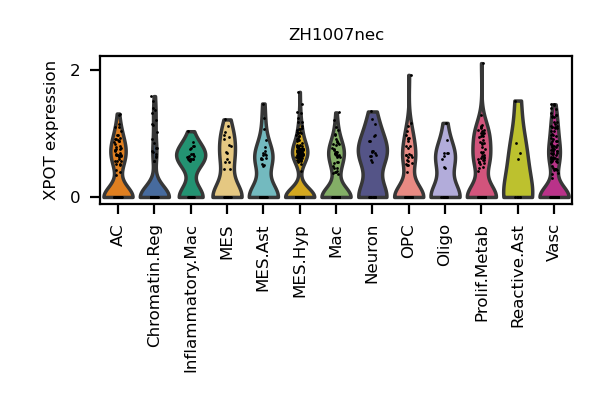 ZH1007nec
XPOT expression
2
0
AC
Chromatin.Reg
Inflammatory.Mac
MES
MES.Ast
MES.Hyp
Mac
Neuron
OPC
Oligo
Prolif.Metab
Reactive.Ast
Vasc